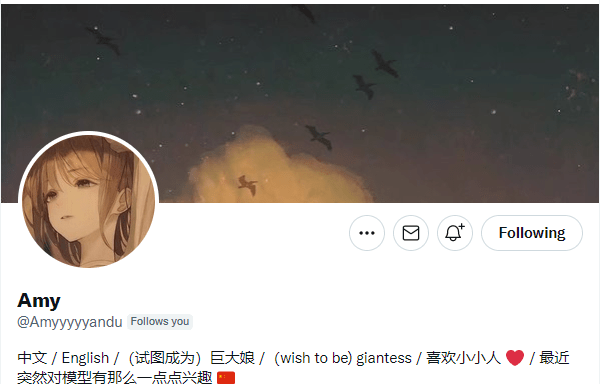 Following
Amy
@Amyyyyyandu Follows you
中文 / English /（试图成为）巨大娘 /（wish to be) giantess / 喜欢小小人 ❤️ / 最近
突然对模型有那么一点点兴趣 🇨🇳